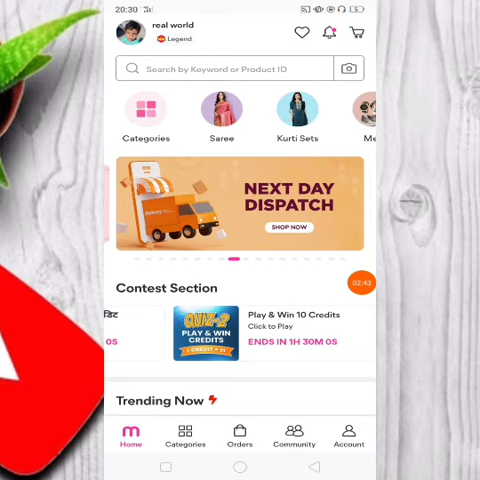 20:30
real world
Legend
Search by Keyword or Product ID
Categories
Saree
Kurti Sets
Me
NEXT DAY
DISPATCH
SHOP NOW
02:43
Contest Section
डिट
0S
QUIZ-2
PLAY & WIN
CREDITS
Play & Win 10 Credits
Click to Play
ENDS IN 1H 30M 0S
Trending Now
Home
Categories
Orders
Community
Account